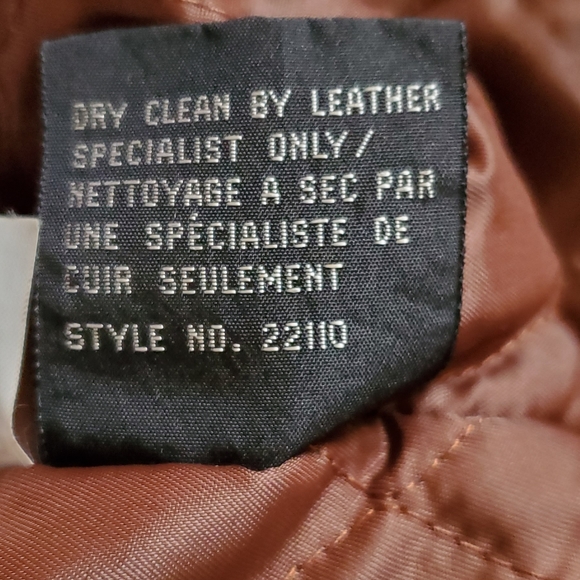 DRY CLEAN BY LEATHER
SPECIALIST ONLY/
NETTOYAGE A SEC PAR
UNE SPÉCIALISTE DE
CUIR SEULEMENT
STYLE NO. 22110